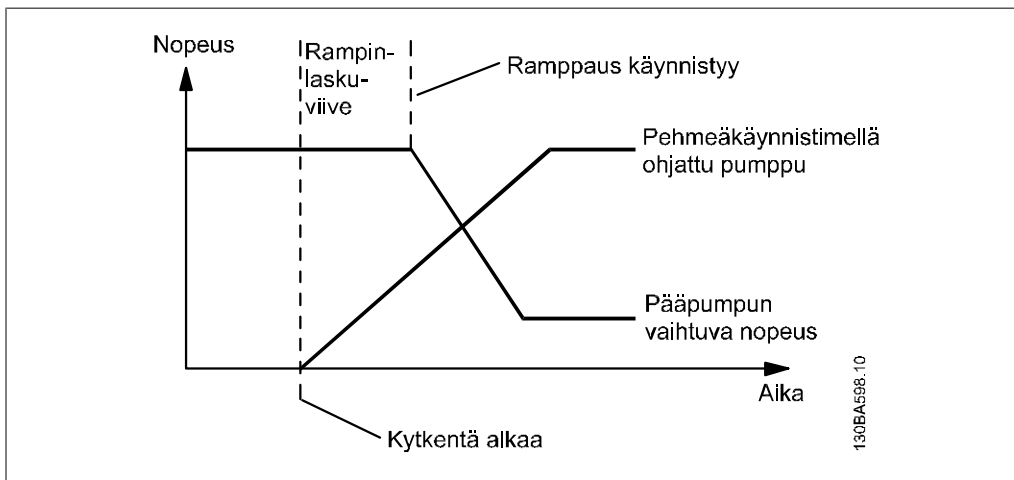 Nopeus
Rampin-
lasku-
viive
Ramppaus käynnistyy
Pehmeäkäynnistimellä
ohjattu pumppu
Pääpumpun
vaihtuva nopeus
Aika
Kytkentä alkaa
130BA598.10